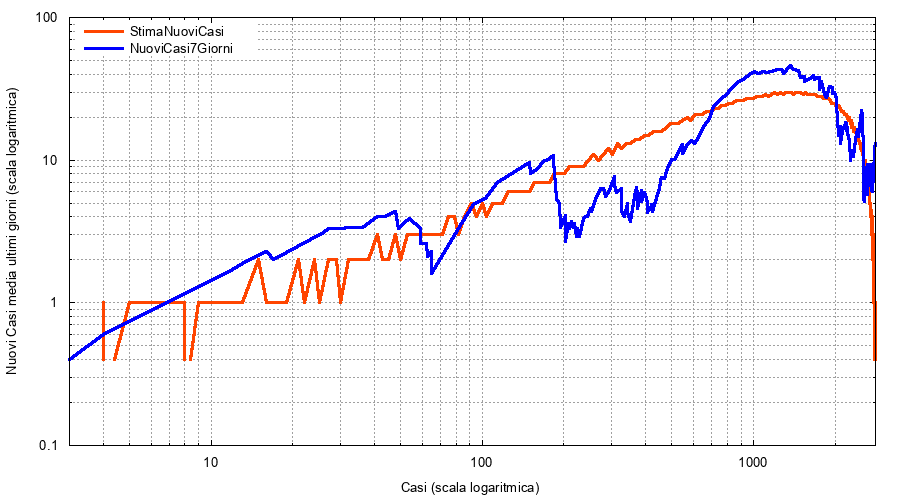 100
StimaNuoviCasi
NuoviCasi7Giorni
10
1
0.1
Nuovi Casi media ultimi giorni (scala logaritmica)
10 100 1000
Casi (scala logaritmica)